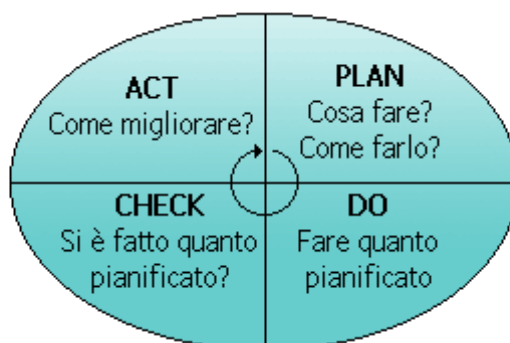 ACT
Come migliorare?
PLAN
Cosa fare?
Come farlo?
CHECK
Si è fatto quanto
pianificato?
DO
Fare quanto
pianificato